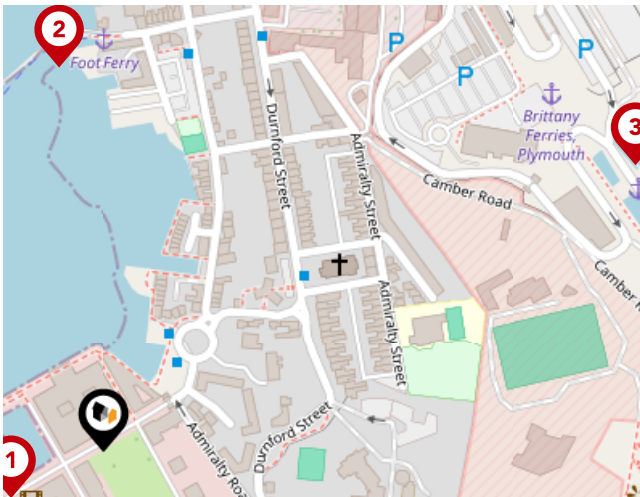 2
Foot Ferry
P
P
P
3
Brittany
Ferries,
Plymouth
Durnford Street
Admiralty Street
Camber Road
Camber R
Admiralty Street
Durnford Street
Admiralty Road
1